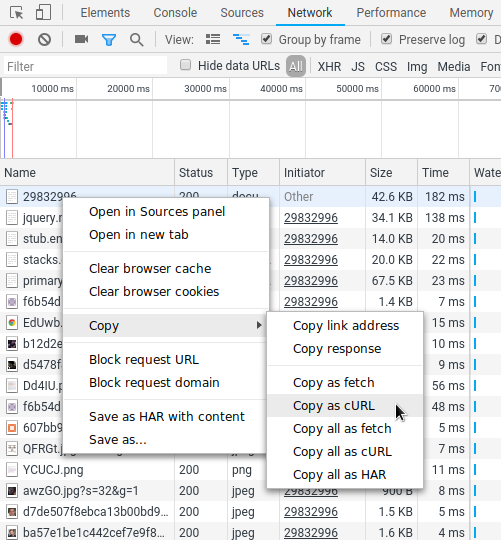 Elements Console Sources Network Performance Memory
View: Group by frame Preserve log
Filter Hide data URLs All XHR JS CSS Img Media Fon
10000 ms 20000 ms 30000 ms 40000 ms 50000 ms 60000 ms 700
Name Status Type Initiator Size Time Wate
29832996 200 docu Other 42.6 KB 182 ms
jquery.r 29832996 34.1 KB 138 ms
stub.en 29832996 14.0 KB 20 ms
stacks. 29832996 20.0 KB 22 ms
primary 29832996 67.5 KB 23 ms
f6b54d 29832996 1.4 KB 7 ms
EdUwb. 15 ms
b12d2e 10 ms
d5478f 9 ms
Dd4IU.p 56 ms
f6b54d 48 ms
607bb9 5 ms
QFRGt.j 7 ms
YCUCJ.png 200 png 11 ms
awzGO.jpg?s=32&g=1 200 jpeg 29832996 900 B 8 ms
d7de507f8ebca13b00bd9... 200 jpeg 29832996 1.5 KB 5 ms
ba57e1be1c442cef7e9f8... 200 jpeg 29832996 1.6 KB 4 ms
Open in Sources panel
Open in new tab
Clear browser cache
Clear browser cookies
Copy
Block request URL
Block request domain
Save as HAR with content
Save as...
Copy link address
Copy response
Copy as fetch
Copy as cURL
Copy all as fetch
Copy all as cURL
Copy all as HAR